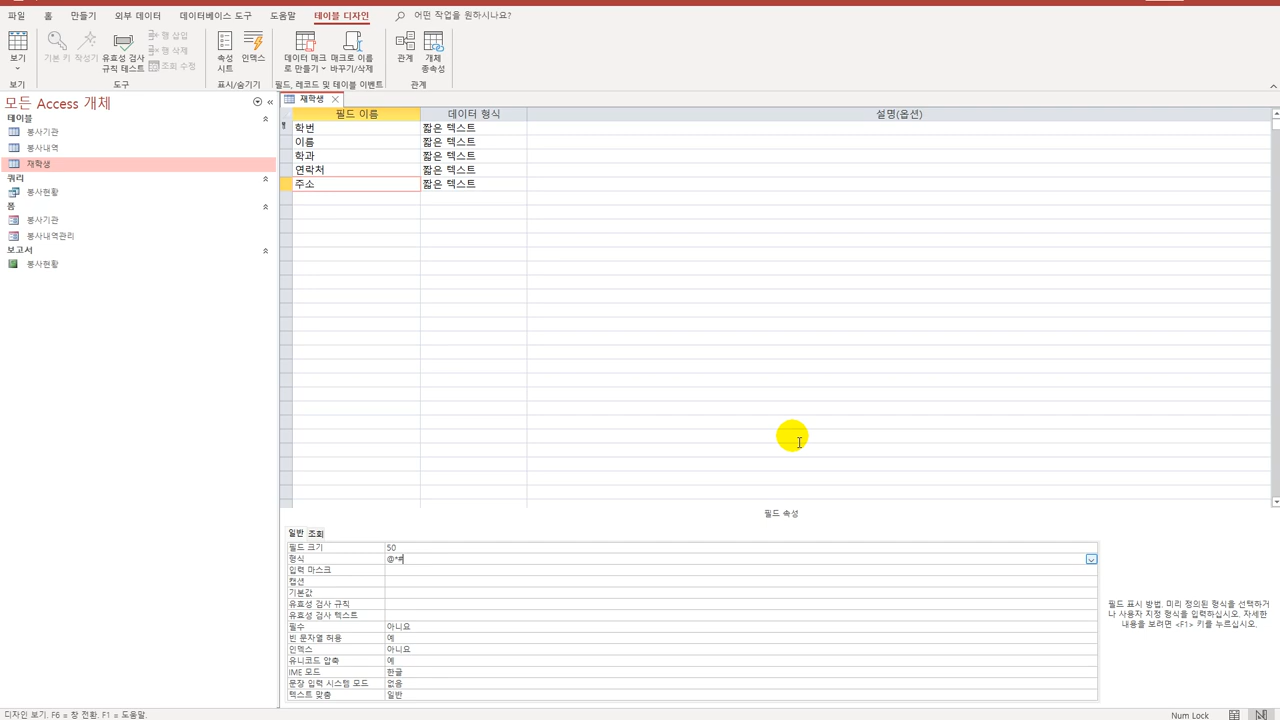 파일 홈 만들기 외부 데이터 데이터베이스 도구 도움말 테이블 디자인 어떤 작업을 원하시나요?
보기
기본 키
작성기
유효성 검사
규칙 테스트
행 삽입
행 삭제
조회 수정
속성
시트
인덱스
데이터 매크
로 만들기
매크로 이름
바꾸기/삭제
관계
개체
종속성
보기 도구 표시/숨기기 필드, 레코드 및 테이블 이벤트 관계
모든 Access 개체
테이블
봉사기관
봉사내역
재학생
쿼리
봉사현황
폼
봉사기관
봉사내역관리
보고서
봉사현황
재학생
필드 이름 데이터 형식 설명(옵션)
학번 짧은 텍스트
이름 짧은 텍스트
학과 짧은 텍스트
연락처 짧은 텍스트
주소 짧은 텍스트
필드 속성
일반 조회
필드 크기 50
형식 @*#
입력 마스크
캡션
기본값
유효성 검사 규칙
유효성 검사 텍스트
필수 아니요
빈 문자열 허용 예
인덱스 아니요
유니코드 압축 예
IME 모드 한글
문장 입력 시스템 모드 없음
텍스트 맞춤 일반
필드 표시 방법. 미리 정의된 형식을 선택하거
나 사용자 지정 형식을 입력하십시오. 자세한
내용을 보려면 <F1> 키를 누르십시오.
디자인 보기. F6 = 창 전환. F1 = 도움말.
Num Lock